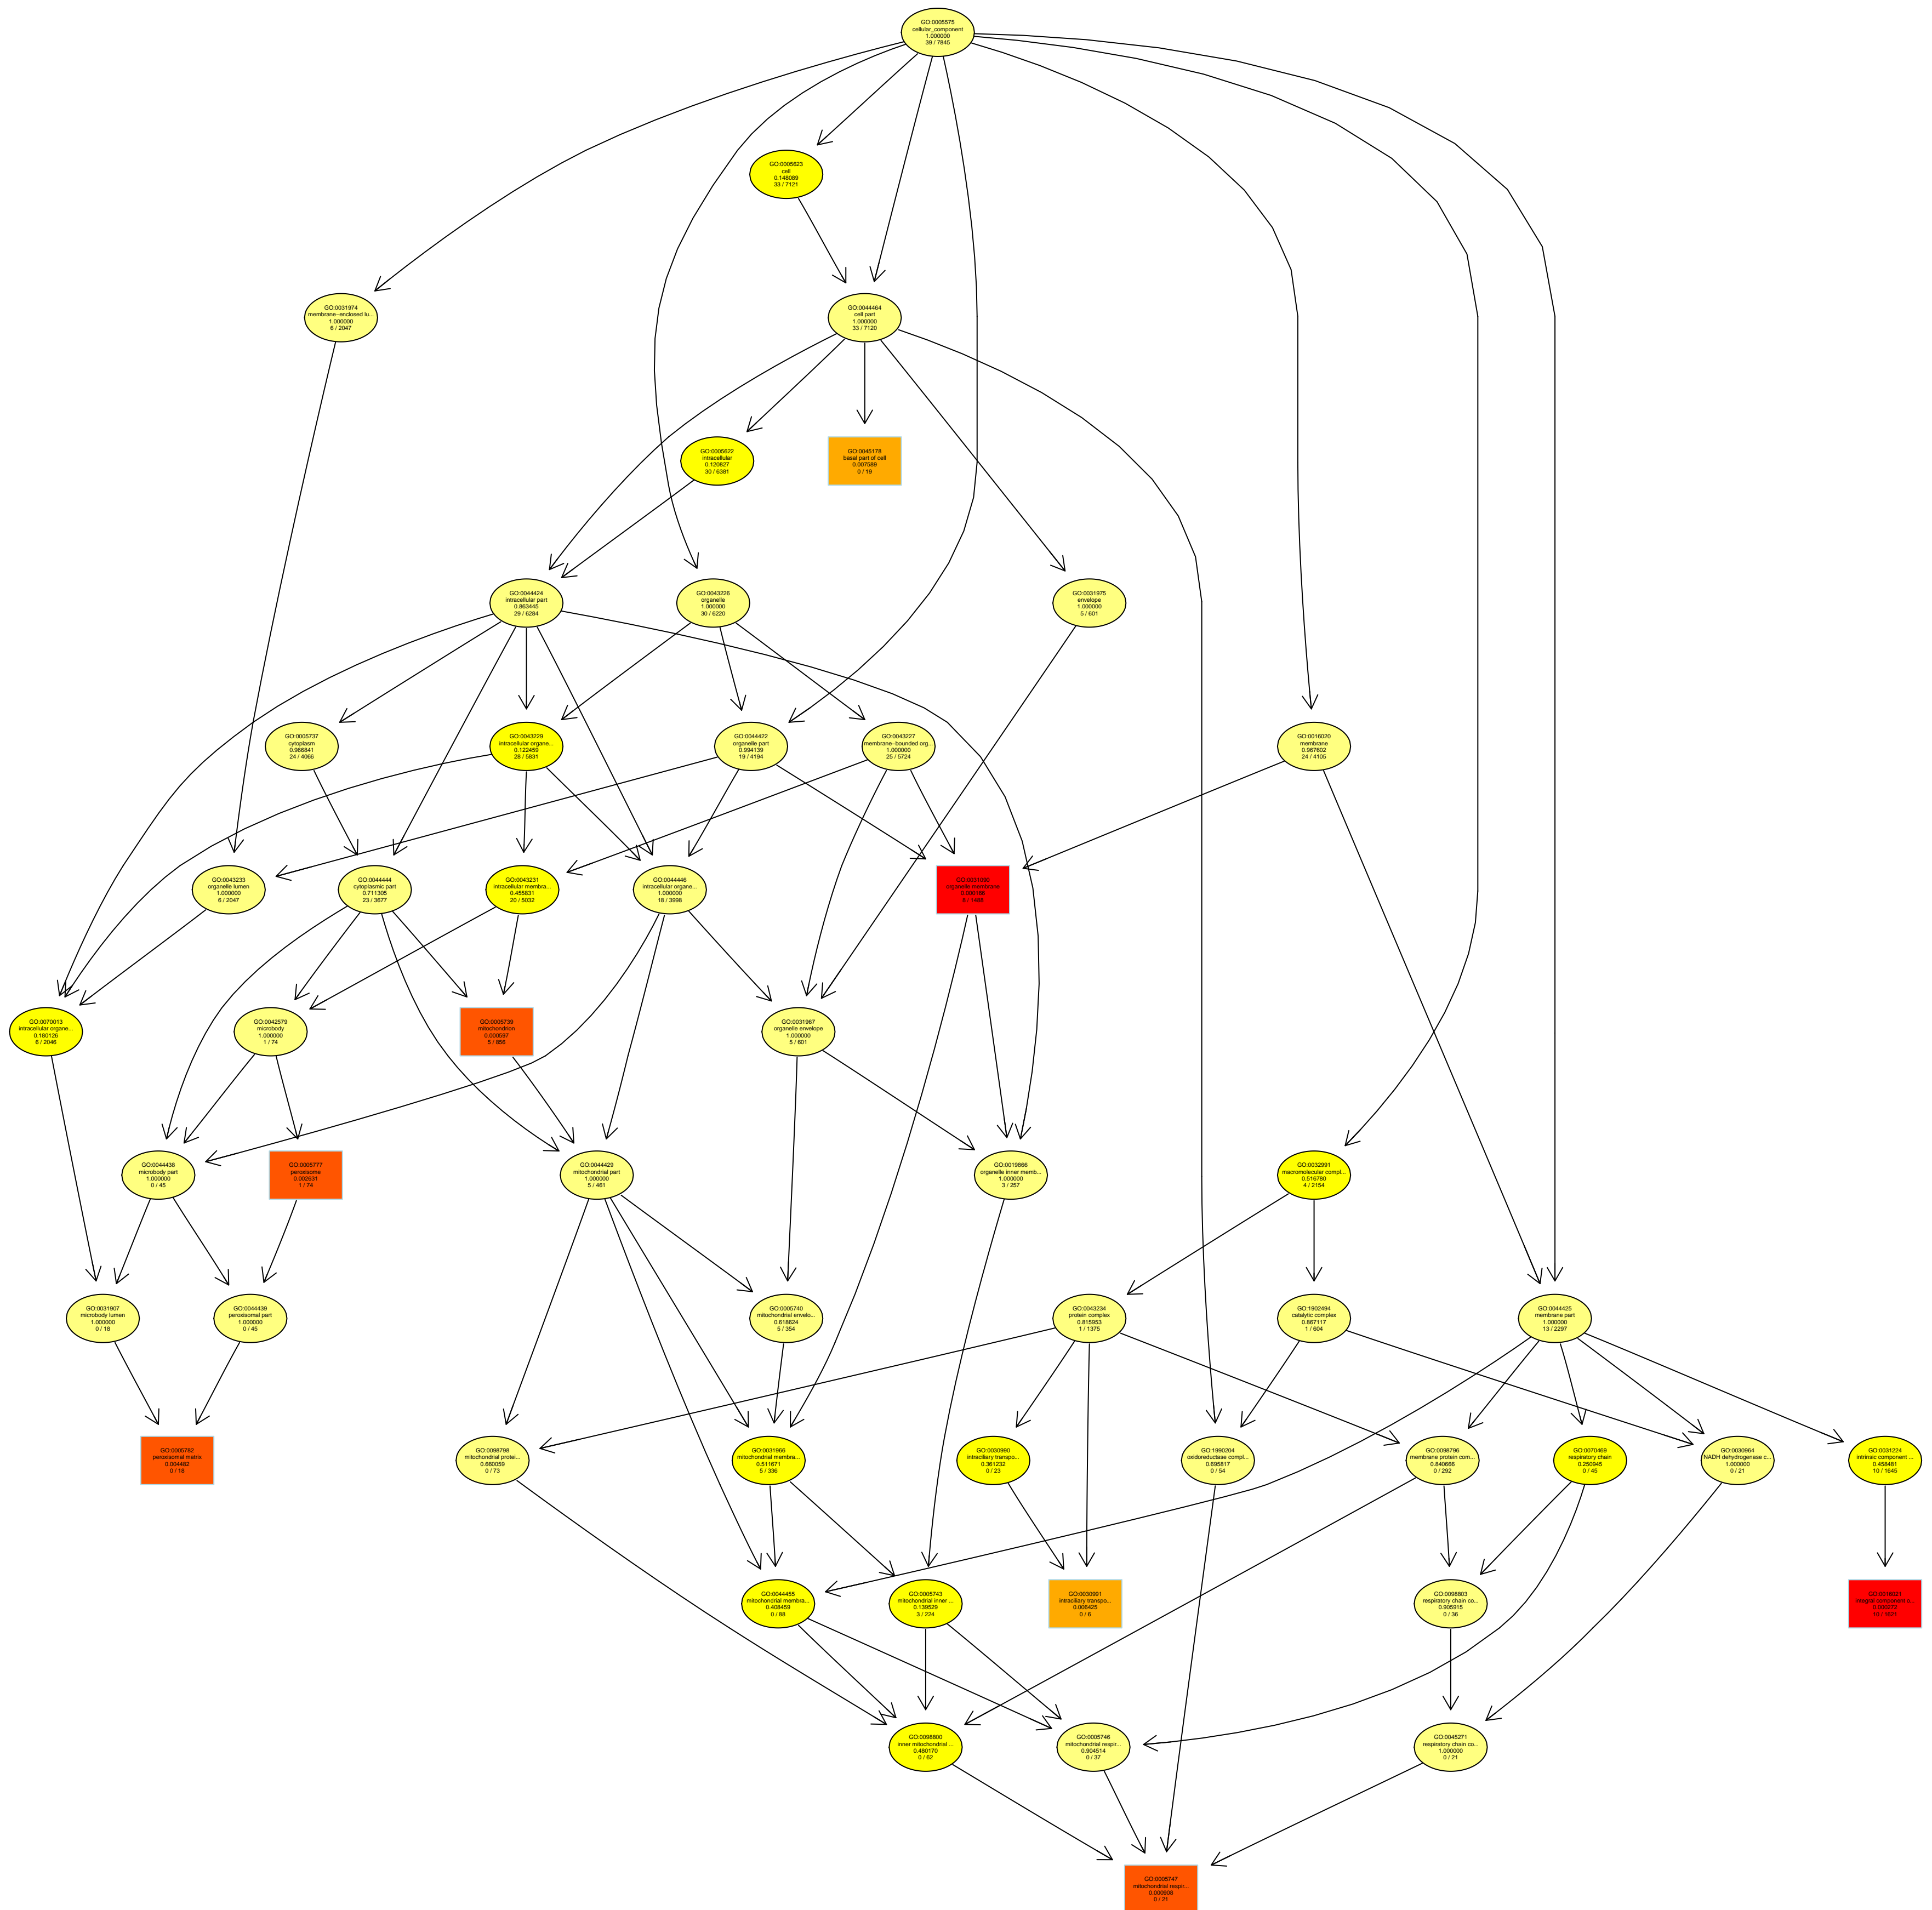 GO:0005575
cellular_component
1.000000
39 / 7845
GO:0005623
cell
0.148089
33 / 7121
GO:0031974
membrane−enclosed lu...
1.000000
6 / 2047
GO:0044464
cell part
1.000000
33 / 7120
GO:0005622
intracellular
0.120827
30 / 6381
GO:0045178
basal part of cell
0.007589
0 / 19
GO:0044424
intracellular part
0.863445
29 / 6284
GO:0043226
organelle
1.000000
30 / 6220
GO:0031975
envelope
1.000000
5 / 601
GO:0005737
cytoplasm
0.966841
24 / 4066
GO:0043229
intracellular organe...
0.122459
28 / 5831
GO:0044422
organelle part
0.994139
19 / 4194
GO:0043227
membrane−bounded org...
1.000000
25 / 5724
GO:0016020
membrane
0.967602
24 / 4105
GO:0043233
organelle lumen
1.000000
6 / 2047
GO:0044444
cytoplasmic part
0.711305
23 / 3677
GO:0043231
intracellular membra...
0.455831
20 / 5032
GO:0044446
intracellular organe...
1.000000
18 / 3998
GO:0031090
organelle membrane
GO:0070013
intracellular organe...
0.180126
6 / 2046
GO:0042579
microbody
1.000000
1 / 74
GO:0005739
mitochondrion
0.000597
5 / 856
GO:0031967
organelle envelope
1.000000
5 / 601
GO:0044438
microbody part
1.000000
0 / 45
GO:0005777
peroxisome
0.002631
1 / 74
GO:0044429
mitochondrial part
1.000000
5 / 461
GO:0019866
organelle inner memb...
1.000000
3 / 257
GO:0032991
macromolecular compl...
0.516780
4 / 2154
GO:0031907
microbody lumen
1.000000
0 / 18
GO:0044439
peroxisomal part
1.000000
0 / 45
GO:0005740
mitochondrial envelo...
0.618624
5 / 354
GO:0043234
protein complex
0.815953
1 / 1375
GO:1902494
catalytic complex
0.867117
1 / 604
GO:0044425
membrane part
1.000000
13 / 2297
GO:0005782
peroxisomal matrix
0.004482
0 / 18
GO:0098798
mitochondrial protei...
0.660059
0 / 73
GO:0031966
mitochondrial membra...
0.511671
5 / 336
GO:0030990
intraciliary transpo...
0.361232
0 / 23
GO:1990204
oxidoreductase compl...
0.695817
0 / 54
GO:0098796
membrane protein com...
0.840666
0 / 292
GO:0070469
respiratory chain
0.250945
0 / 45
GO:0030964
NADH dehydrogenase c...
1.000000
0 / 21
GO:0031224
intrinsic component ...
0.458481
10 / 1645
GO:0044455
mitochondrial membra...
0.408459
0 / 88
GO:0005743
mitochondrial inner ...
0.139529
3 / 224
GO:0030991
intraciliary transpo...
0.006425
0 / 6
GO:0098803
respiratory chain co...
0.905915
0 / 36
GO:0016021
integral component o...
GO:0098800
inner mitochondrial ...
0.480170
0 / 62
GO:0005746
mitochondrial respir...
0.904514
0 / 37
GO:0045271
respiratory chain co...
1.000000
0 / 21
GO:0005747
mitochondrial respir...
0.000908
0 / 21